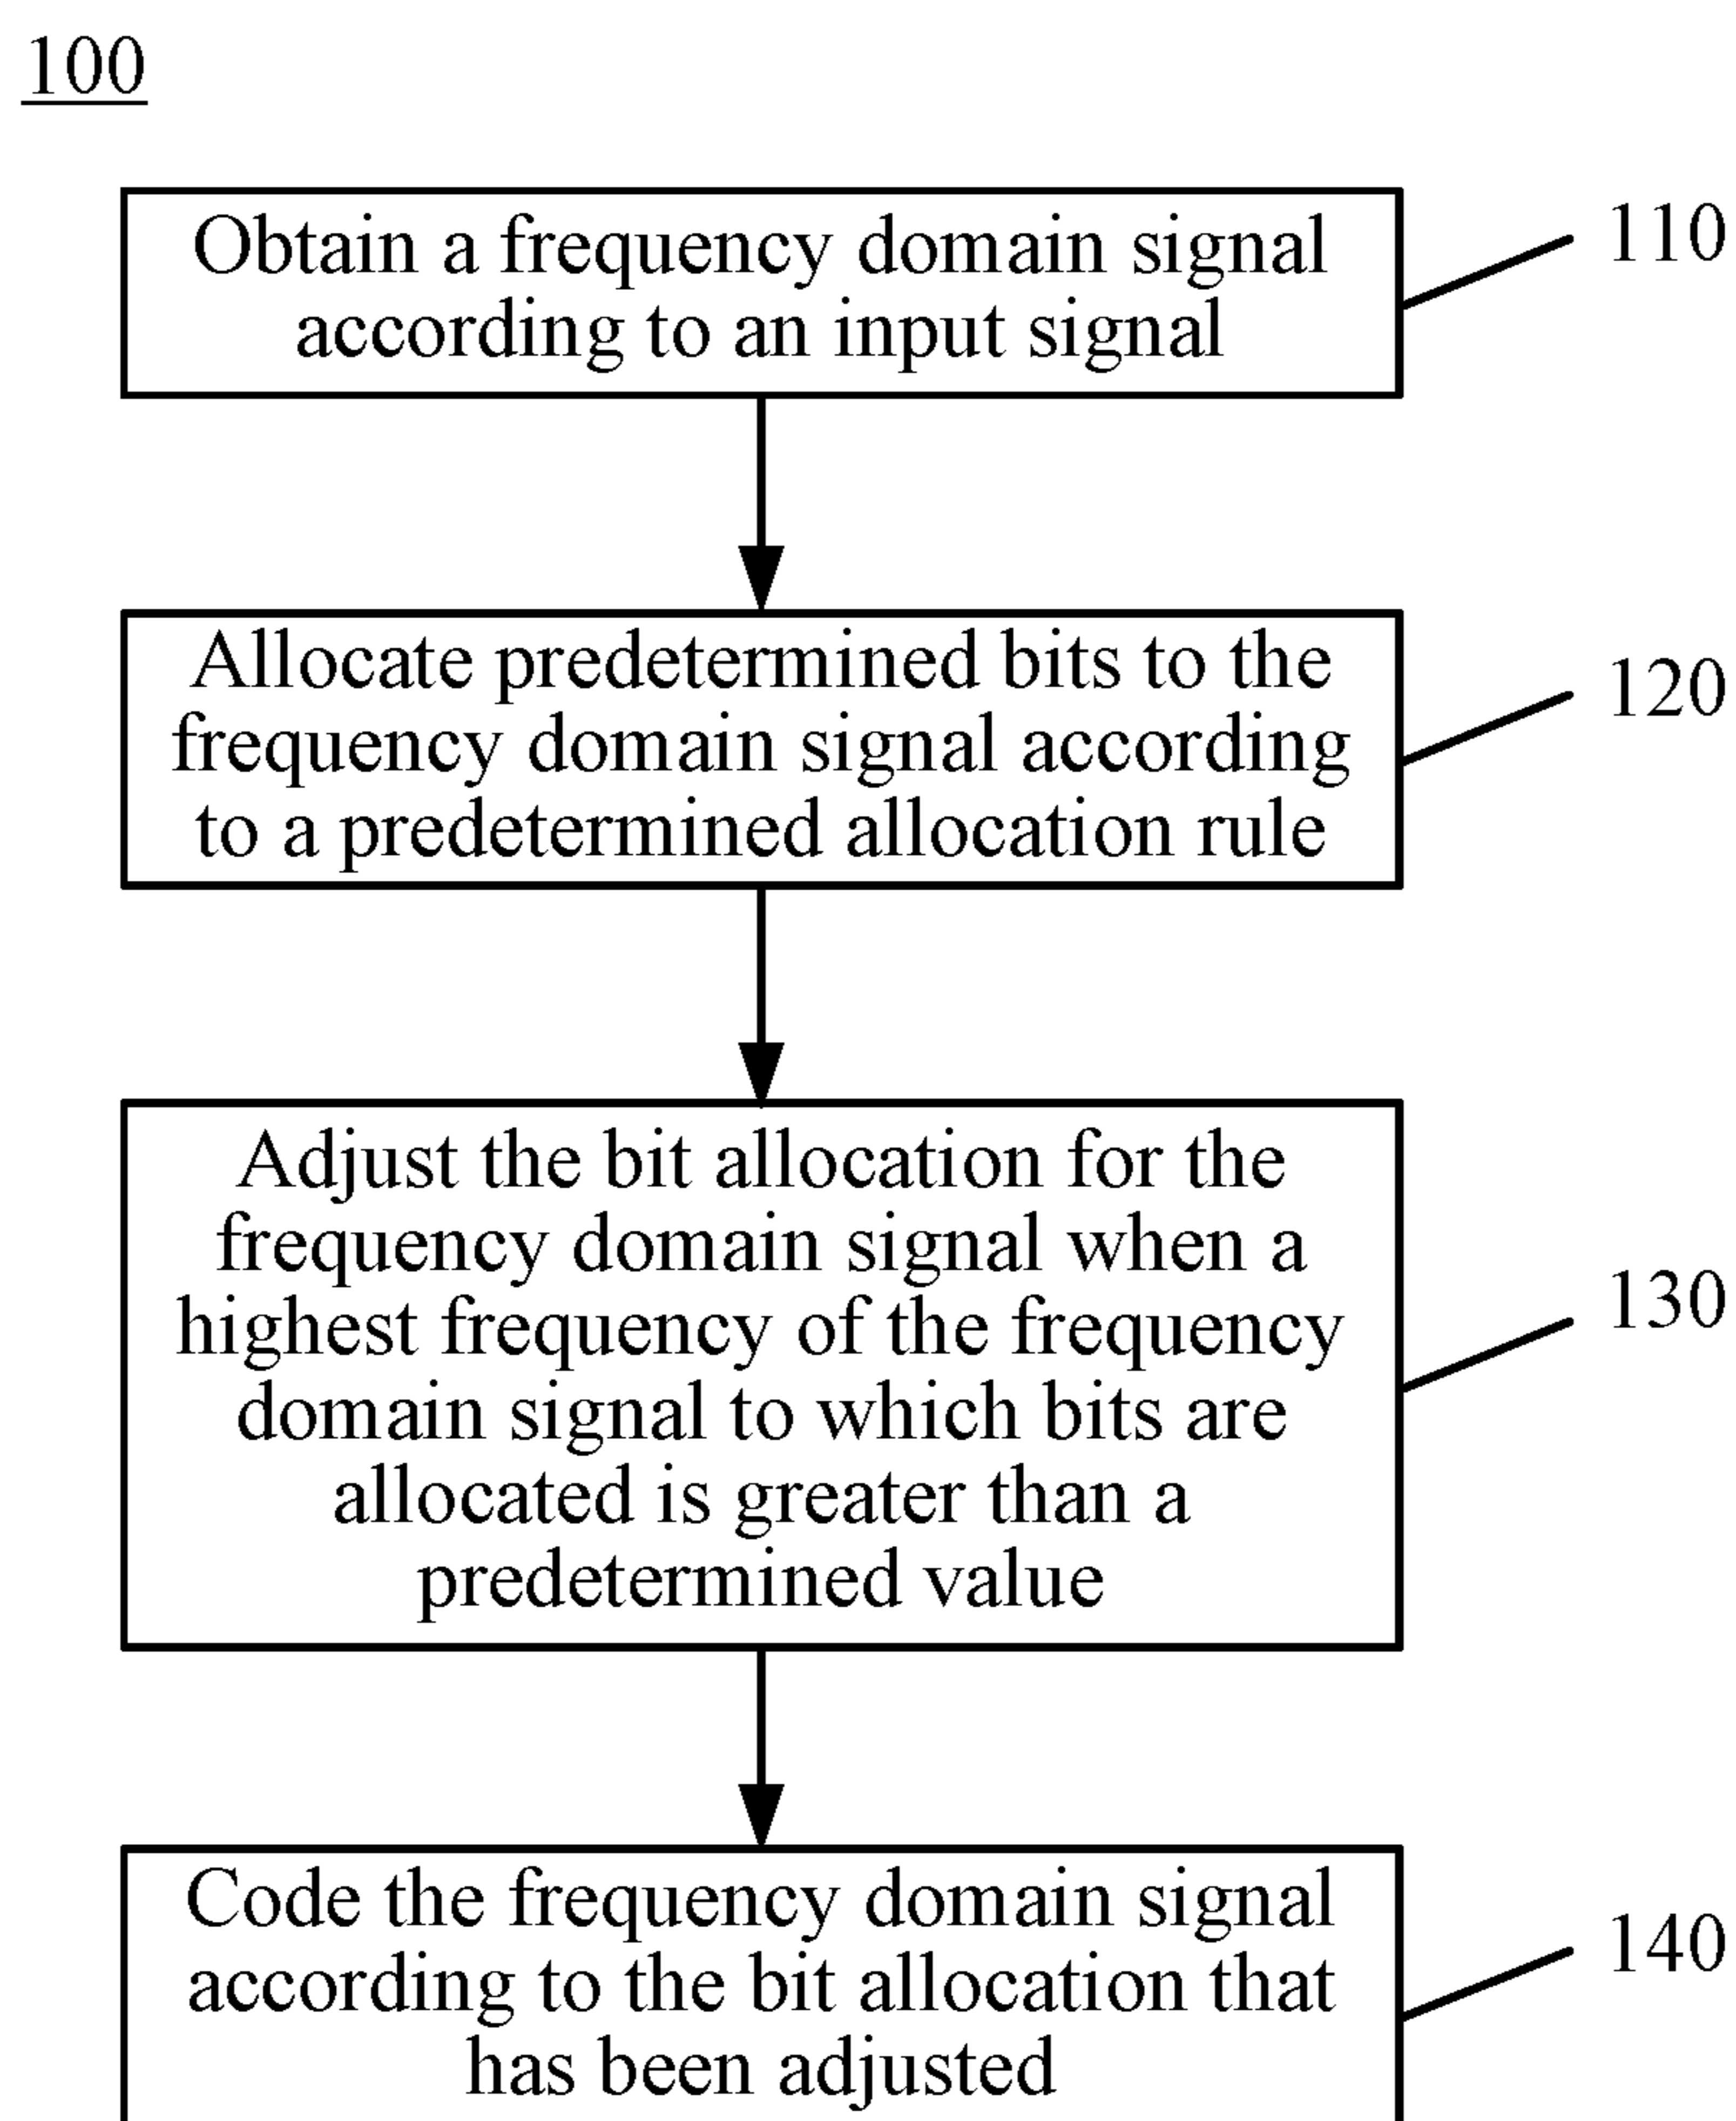 100
Obtain a frequency domain signal
according to an input signal
110
Allocate predetermined bits to the
frequency domain signal according
to a predetermined allocation rule
120
Adjust the bit allocation for the
frequency domain signal when a
highest frequency of the frequency
domain signal to which bits are
allocated is greater than a
predetermined value
130
Code the frequency domain signal
according to the bit allocation that
has been adjusted
140